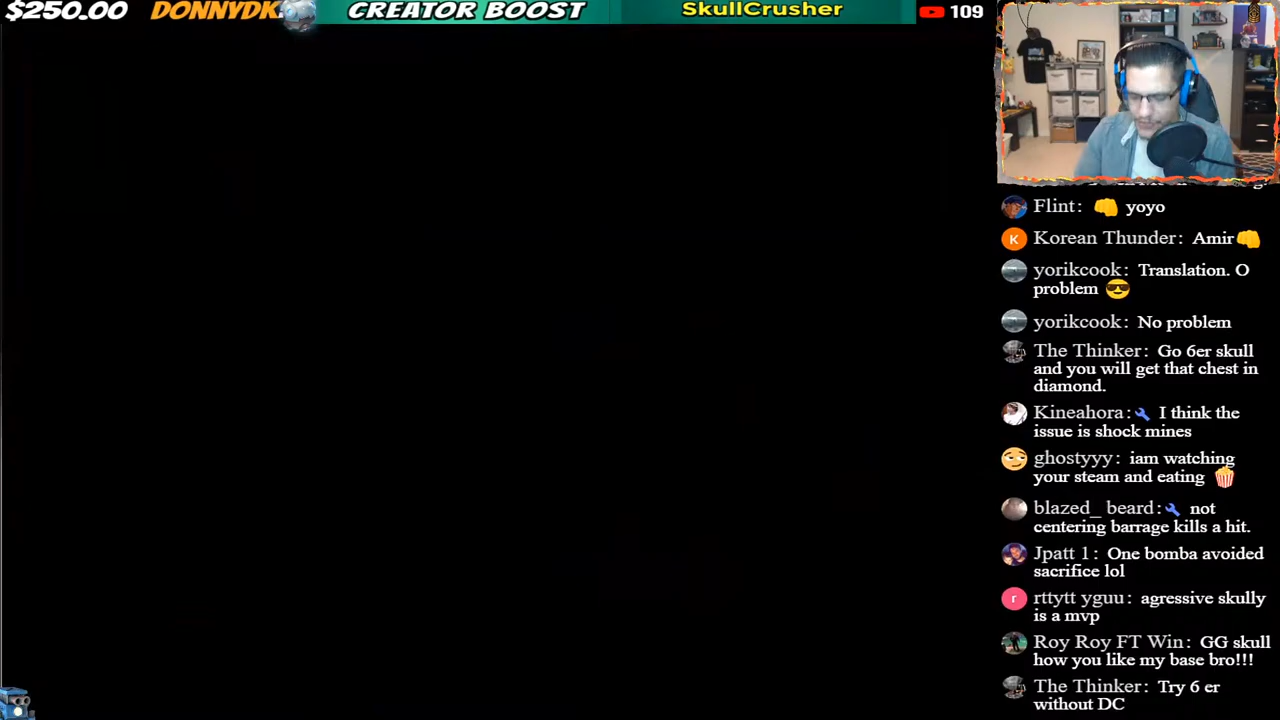 $250.00 DONNYDK CREATOR BOOST SkullCrusher 109
Flint: yoyo
K Korean Thunder: Amir
yorikcook: Translation. O
problem
yorikcook: No problem
The Thinker: Go 6er skull
and you will get that chest in
diamond.
Kineahora: I think the
issue is shock mines
ghostyyy: iam watching
your steam and eating
blazed_ beard: not
centering barrage kills a hit.
Jpatt 1: One bomba avoided
sacrifice lol
r rttytt yguu: agressive skully
is a mvp
Roy Roy FT Win: GG skull
how you like my base bro!!!
The Thinker: Try 6 er
without DC